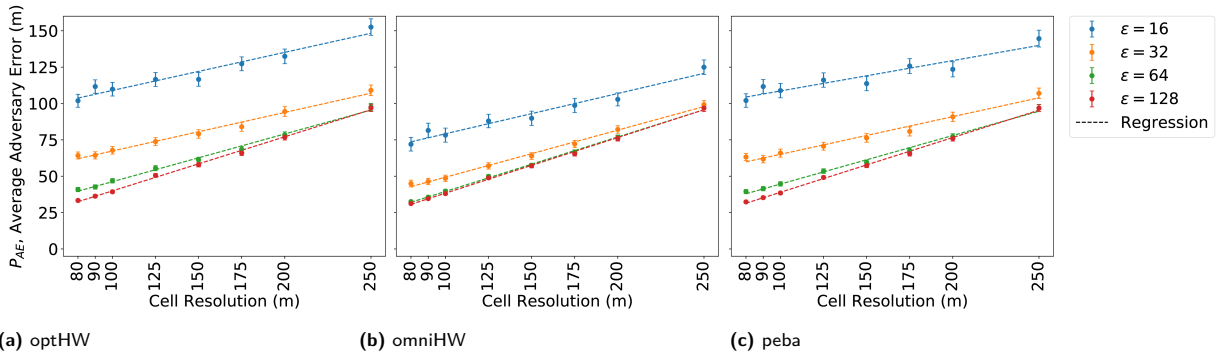 P_AE, Average Adversary Error (m)
150
125
100
75
50
25
0
80 90 100 125 150 175 200 250
Cell Resolution (m)
80 90 100 125 150 175 200 250
Cell Resolution (m)
80 90 100 125 150 175 200 250
Cell Resolution (m)
ε = 16
ε = 32
ε = 64
ε = 128
Regression
(a) optHW
(b) omniHW
(c) peba